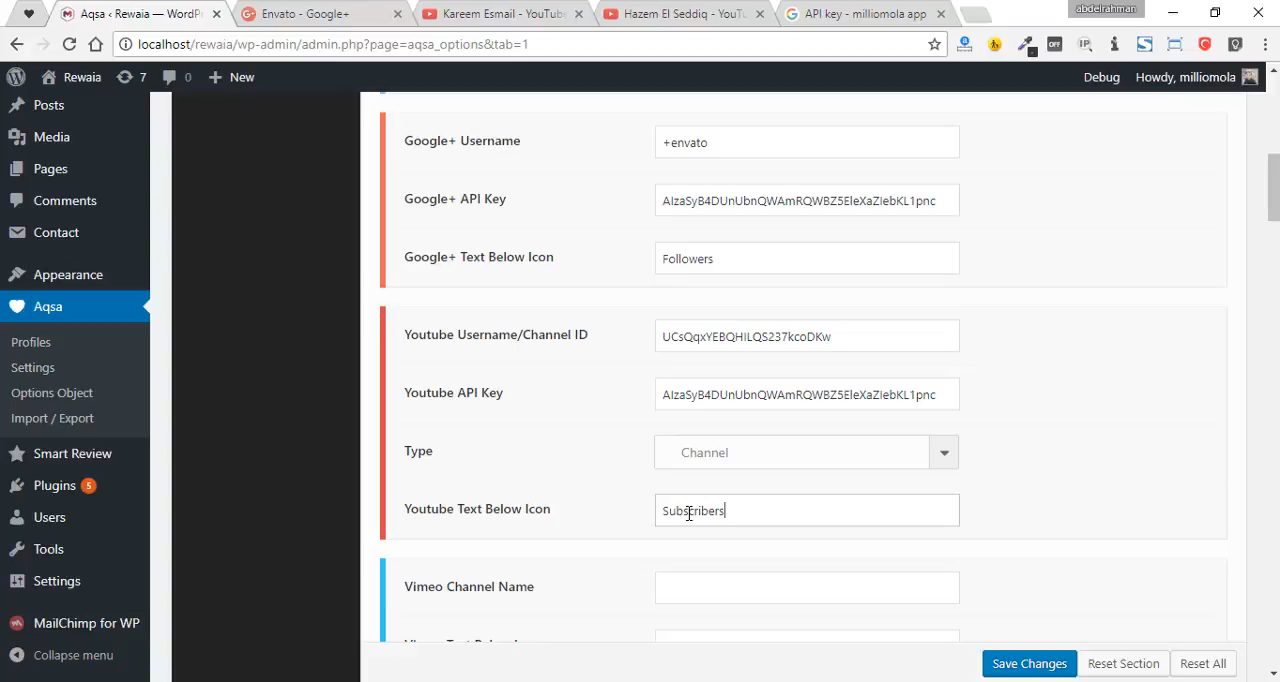 Aqsa ‹ Rewaia — WordPr
Envato - Google+
Kareem Esmail - YouTube
Hazem El Seddiq - YouTu
API key - milliomola app
abdelrahman
localhost/rewaia/wp-admin/admin.php?page=aqsa_options&tab=1
Rewaia
7
0
New
Debug
Howdy, milliomola
Posts
Media
Pages
Comments
Contact
Appearance
Aqsa
Profiles
Settings
Options Object
Import / Export
Smart Review
Plugins 5
Users
Tools
Settings
MailChimp for WP
Collapse menu
Google+ Username
+envato
Google+ API Key
AIzaSyB4DUnUbnQWAmRQWBZ5EleXaZIebKL1pnc
Google+ Text Below Icon
Followers
Youtube Username/Channel ID
UCsQqxYEBQHILQS237kcoDKw
Youtube API Key
AIzaSyB4DUnUbnQWAmRQWBZ5EleXaZIebKL1pnc
Type
Channel
Youtube Text Below Icon
Subscribers
Vimeo Channel Name
Save Changes
Reset Section
Reset All